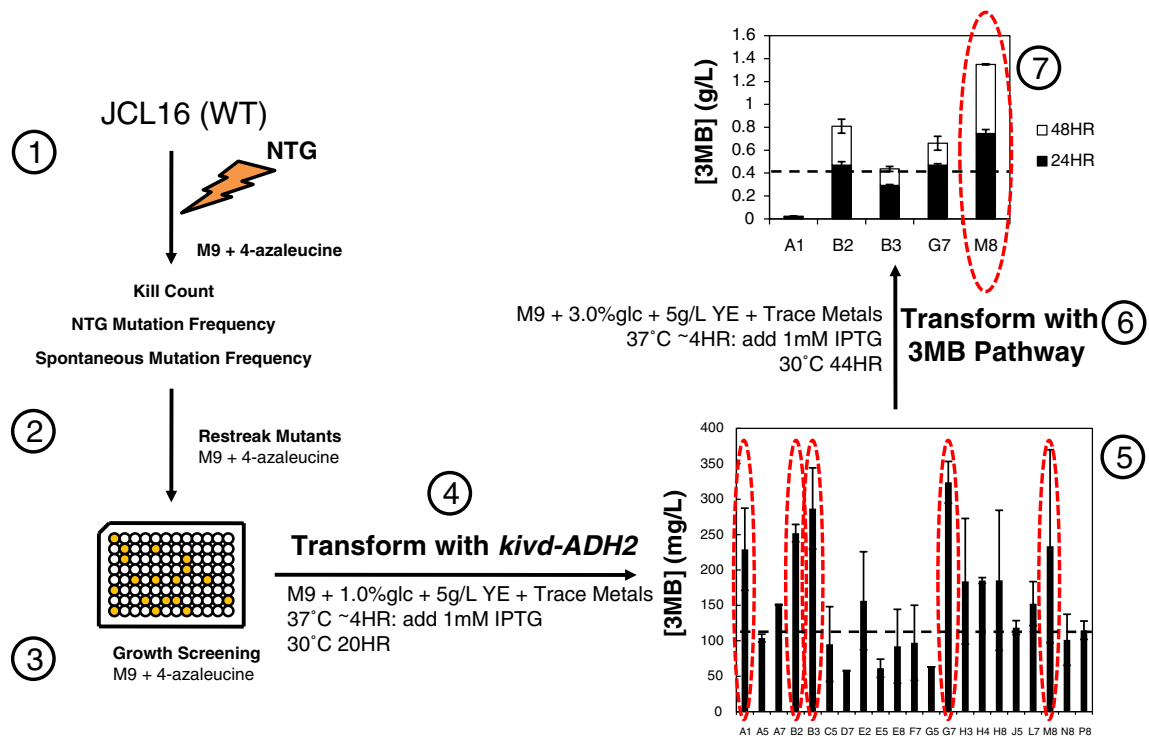 1
JCL16 (WT)
NTG
M9 + 4-azaleucine
Kill Count
NTG Mutation Frequency
Spontaneous Mutation Frequency
2
Restreak Mutants
M9 + 4-azaleucine
3
Growth Screening
M9 + 4-azaleucine
4
Transform with kivd-ADH2
M9 + 1.0%glc + 5g/L YE + Trace Metals
37˚C ~4HR: add 1mM IPTG
30˚C 20HR
5
[3MB] (mg/L)
400
350
300
250
200
150
100
50
0
A1 A5 A7 B2 B3 C5 D7 E2 E5 E8 F7 G5 G7 H3 H4 H8 J5 L7 M8 N8 P8
6
Transform with
3MB Pathway
M9 + 3.0%glc + 5g/L YE + Trace Metals
37˚C ~4HR: add 1mM IPTG
30˚C 44HR
7
[3MB] (g/L)
1.6
1.4
1.2
1
0.8
0.6
0.4
0.2
0
A1 B2 B3 G7 M8
48HR
24HR